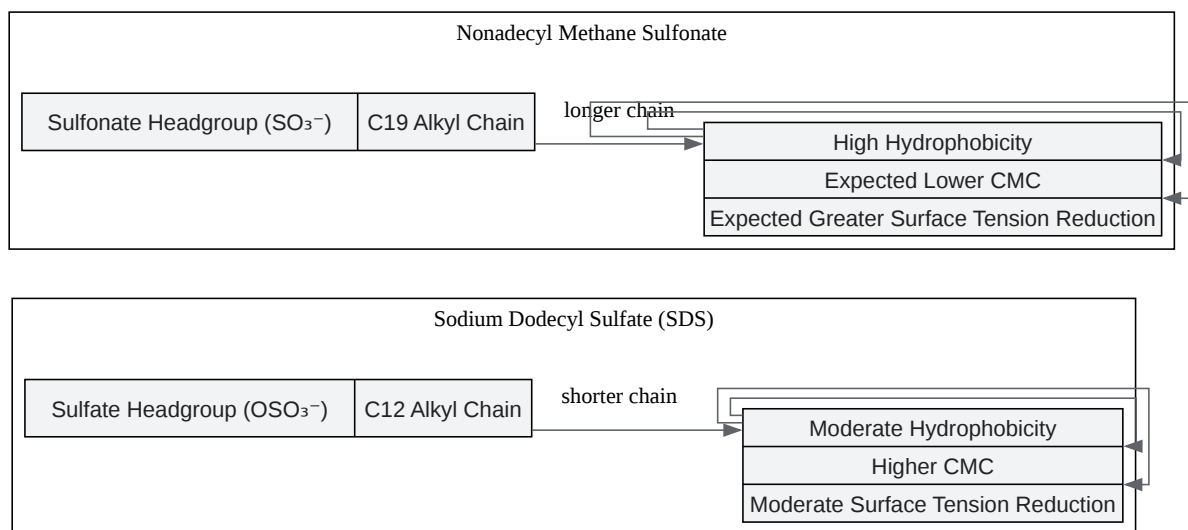 Nonadecyl Methane Sulfonate
Sulfonate Headgroup (SO₃⁻)
C19 Alkyl Chain
longer chain
High Hydrophobicity
Expected Lower CMC
Expected Greater Surface Tension Reduction
Sodium Dodecyl Sulfate (SDS)
Sulfate Headgroup (OSO₃⁻)
C12 Alkyl Chain
shorter chain
Moderate Hydrophobicity
Higher CMC
Moderate Surface Tension Reduction